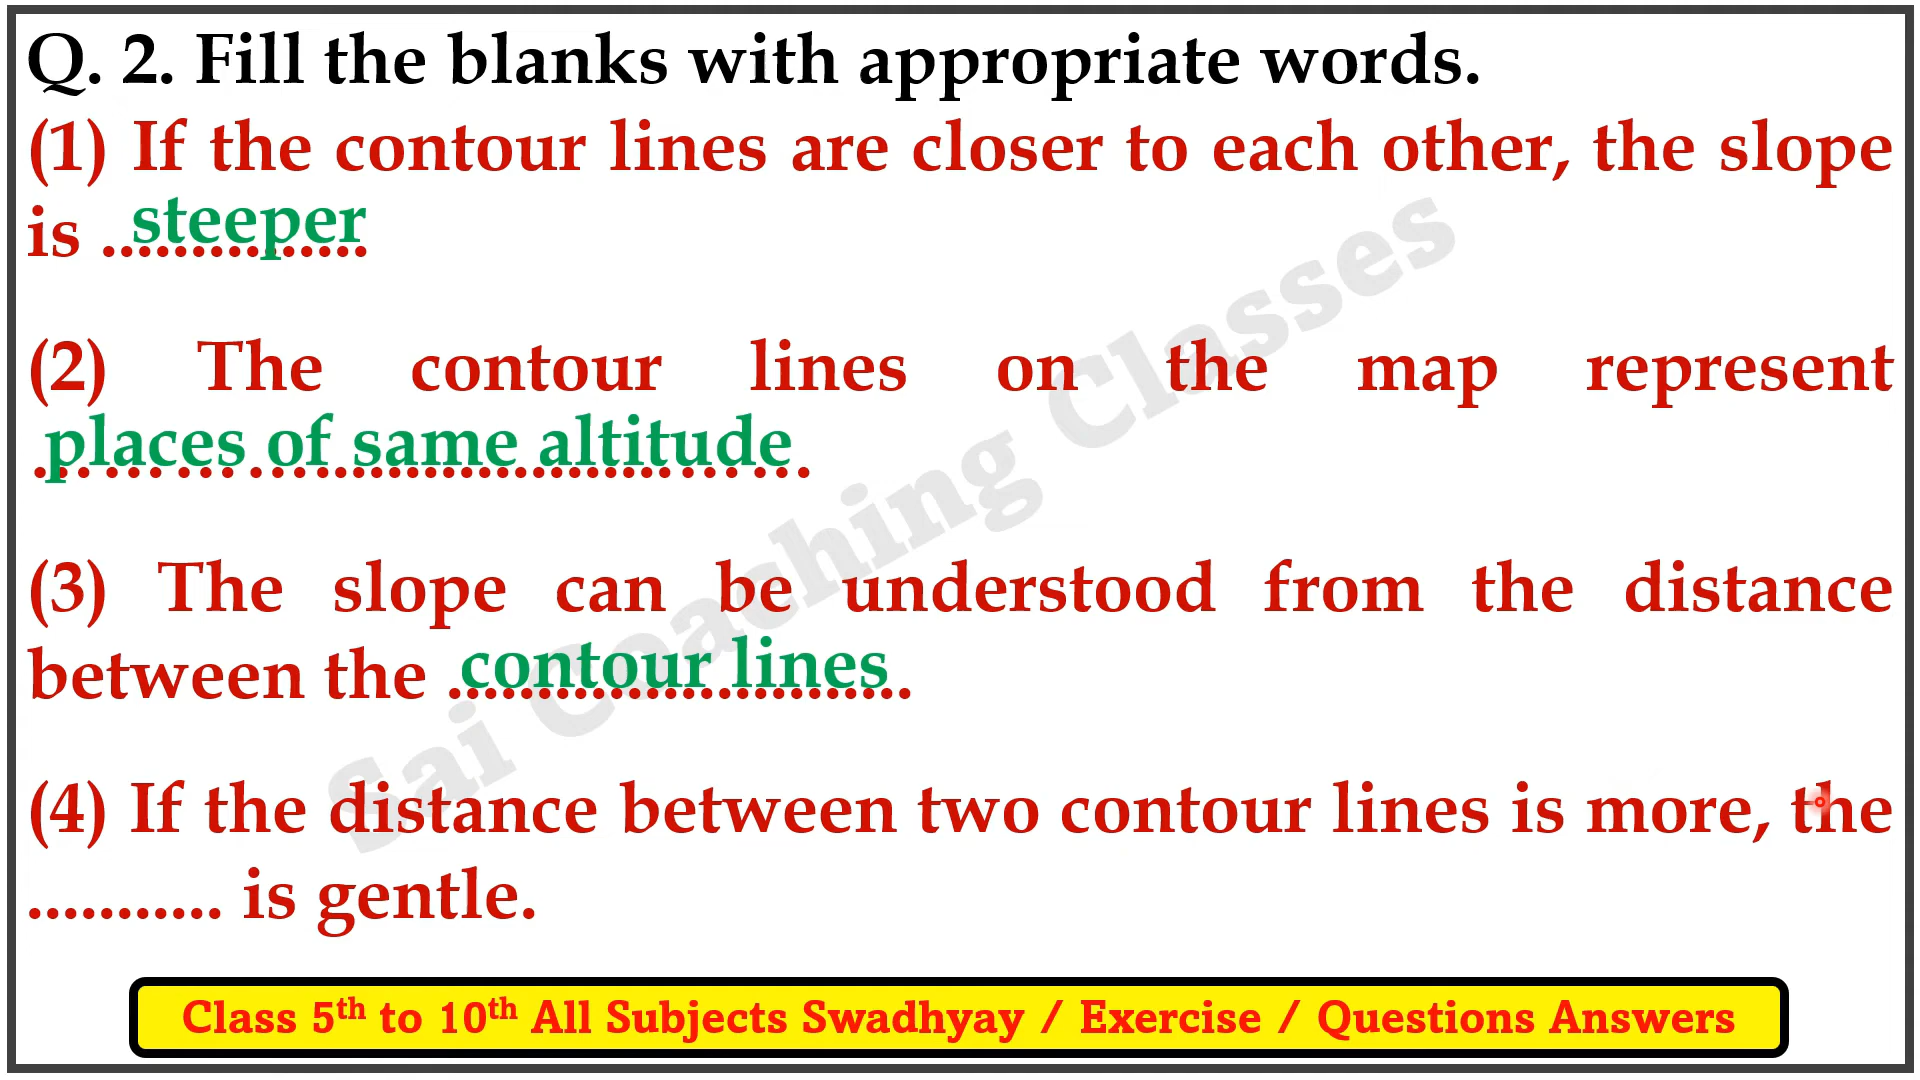 Q. 2. Fill the blanks with appropriate words.
(1) If the contour lines are closer to each other, the slope
is ............... steeper
(2) The contour lines on the map represent
places of same altitude
(3) The slope can be understood from the distance
between the contour lines.
(4) If the distance between two contour lines is more, the
........... is gentle.
Sai Coaching Classes
Class 5th to 10th All Subjects Swadhyay / Exercise / Questions Answers